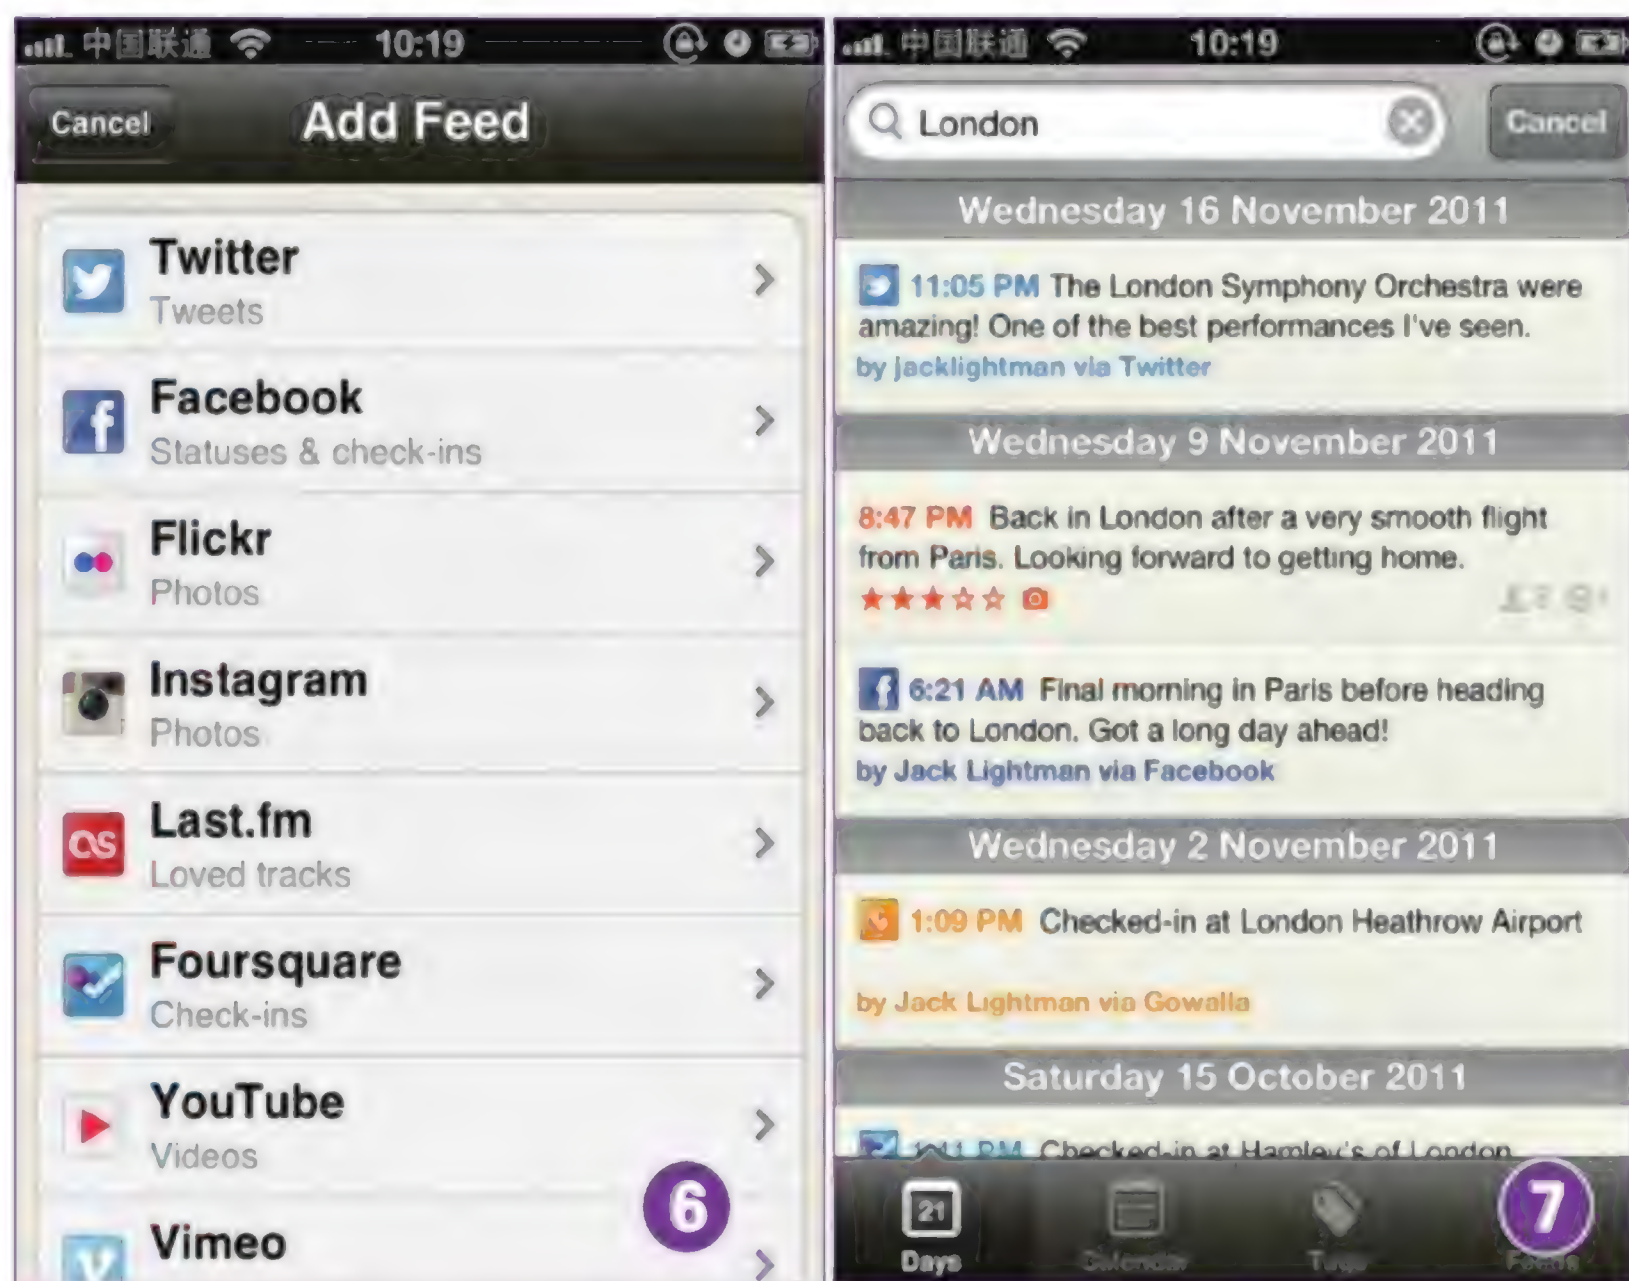 中国联通 10:19
Cancel Add Feed
Twitter
Tweets
Facebook
Statuses & check-ins
Flickr
Photos
Instagram
Photos
Last.fm
Loved tracks
Foursquare
Check-ins
YouTube
Videos
Vimeo
6
中国联通 10:19
London Cancel
Wednesday 16 November 2011
11:05 PM The London Symphony Orchestra were
amazing! One of the best performances I've seen.
by jacklightman via Twitter
Wednesday 9 November 2011
8:47 PM Back in London after a very smooth flight
from Paris. Looking forward to getting home.
6:21 AM Final morning in Paris before heading
back to London. Got a long day ahead!
by Jack Lightman via Facebook
Wednesday 2 November 2011
1:09 PM Checked-in at London Heathrow Airport
by Jack Lightman via Gowalla
Saturday 15 October 2011
PM Checked-in at Hamley's of London
21
Days Calendar Tags Feeds
7